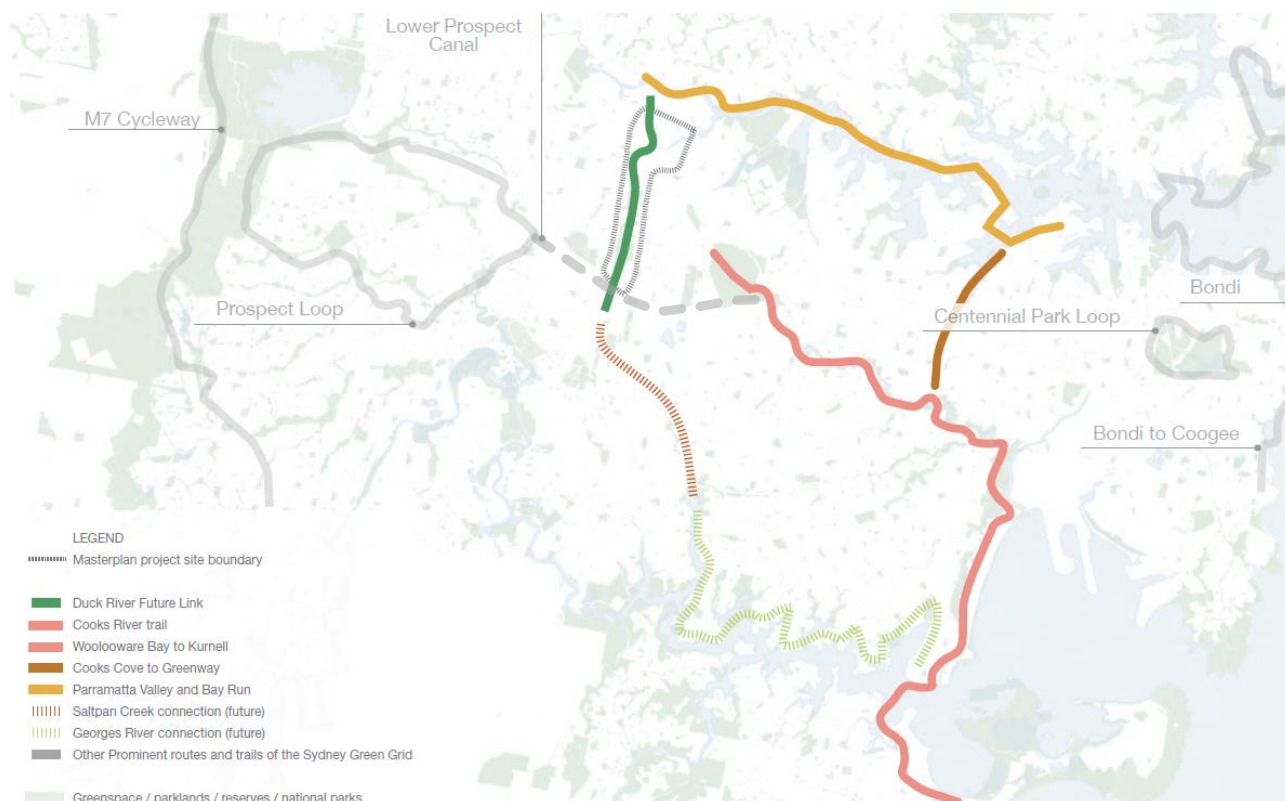 Lower Prospect
Canal
M7 Cycleway
Prospect Loop
Bondi
Centennial Park Loop
Bondi to Coogee
LEGEND
Masterplan project site boundary
Duck River Future Link
Cooks River trail
Woolooware Bay to Kurnell
Cooks Cove to Greenway
Parramatta Valley and Bay Run
Saltpan Creek connection (future)
Georges River connection (future)
Other Prominent routes and trails of the Sydney Green Grid
Greenspace / parklands / reserves / national parks